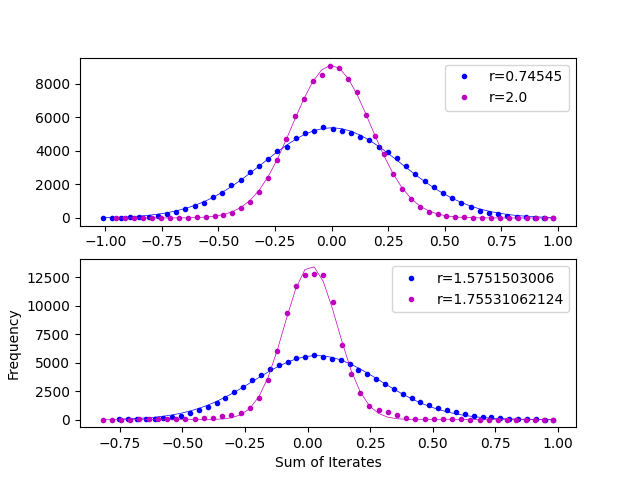 8000
6000
4000
2000
0
r=0.74545
r=2.0
−1.00 −0.75 −0.50 −0.25 0.00 0.25 0.50 0.75 1.00
12500
10000
7500
5000
2500
0
Frequency
r=1.5751503006
r=1.75531062124
−0.75 −0.50 −0.25 0.00 0.25 0.50 0.75 1.00
Sum of Iterates